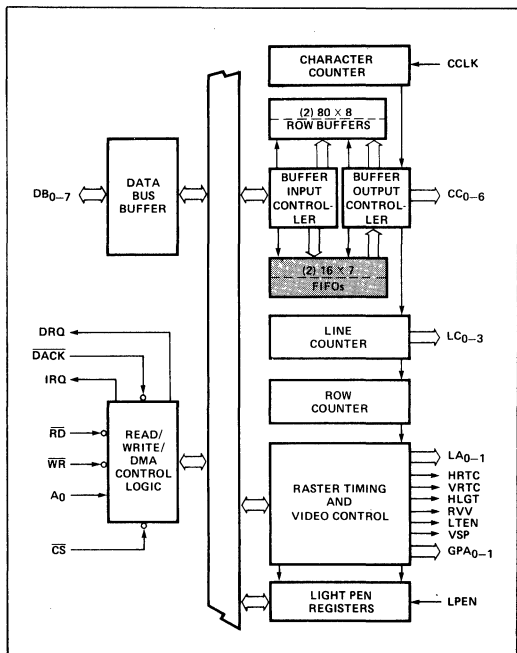 CHARACTER
COUNTER
CCLK
(2) 80 × 8
ROW BUFFERS
DB0–7
DATA
BUS
BUFFER
BUFFER
INPUT
CONTROL-
LER
BUFFER
OUTPUT
CONTROL-
LER
CC0–6
(2) 16 × 7
FIFOs
LINE
COUNTER
LC0–3
ROW
COUNTER
DRQ
DACK
IRQ
RD
WR
A0
CS
READ/
WRITE/
DMA
CONTROL
LOGIC
RASTER TIMING
AND
VIDEO CONTROL
LA0–1
HRTC
VRTC
HLGT
RVV
LTEN
VSP
GPA0–1
LIGHT PEN
REGISTERS
LPEN